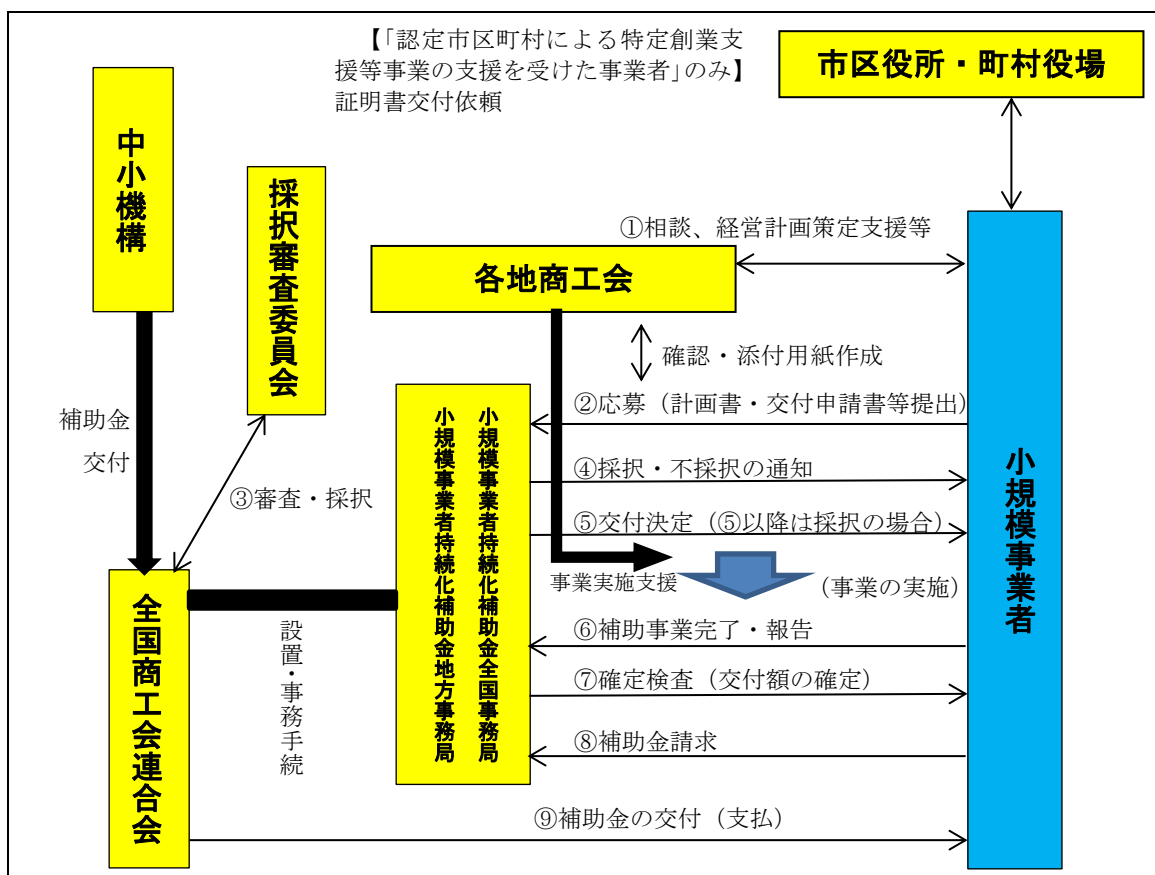 【「認定市区町村による特定創業支
援等事業の支援を受けた事業者」のみ】
証明書交付依頼
市区役所・町村役場
中小機構
採択審査委員会
①相談、経営計画策定支援等
各地商工会
確認・添付用紙作成
補助金
交付
③審査・採択
小規模事業者持続化補助金全国事務局
小規模事業者持続化補助金地方事務局
②応募（計画書・交付申請書等提出）
④採択・不採択の通知
⑤交付決定（⑤以降は採択の場合）
事業実施支援
（事業の実施）
小規模事業者
全国商工会連合会
設置・事務手続
⑥補助事業完了・報告
⑦確定検査（交付額の確定）
⑧補助金請求
⑨補助金の交付（支払）